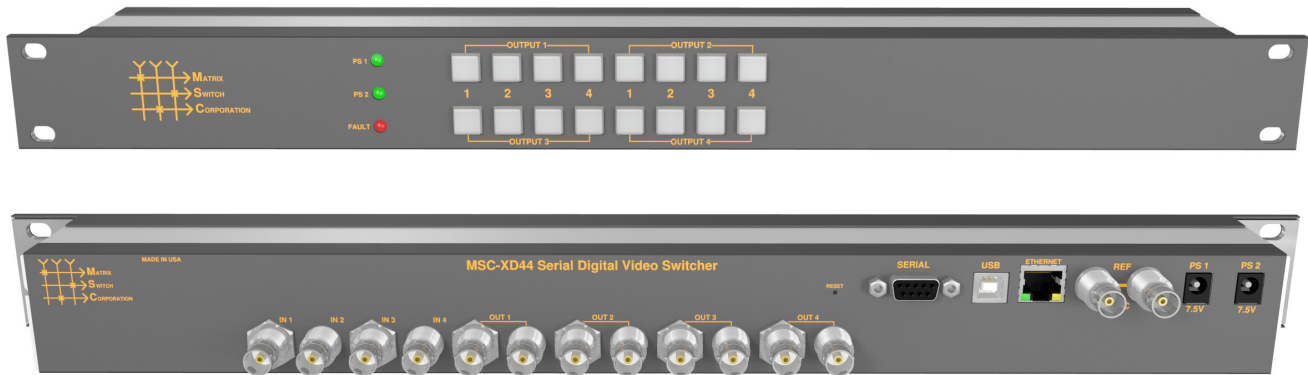 OUTPUT 1 OUTPUT 2
PS 1
MATRIX
SWITCH
CORPORATION
PS 2
1 2 3 4 1 2 3 4
FAULT
OUTPUT 3 OUTPUT 4
MADE IN USA
MSC-XD44 Serial Digital Video Switcher
MATRIX
SWITCH
CORPORATION
RESET
SERIAL
USB
ETHERNET
REF
PS 1
PS 2
7.5V
7.5V
IN 1 IN 2 IN 3 IN 4 OUT 1 OUT 2 OUT 3 OUT 4